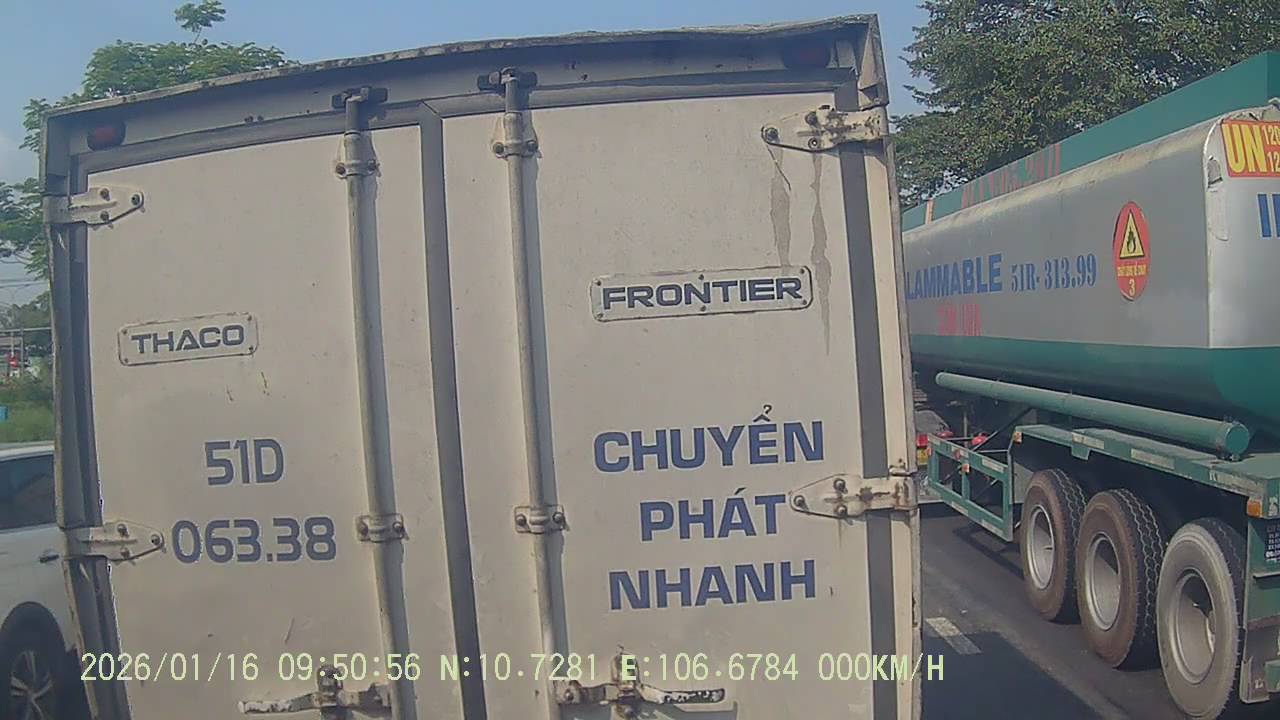 THACO
FRONTIER
51D
063.38
CHUYỂN
PHÁT
NHANH
LAMMABLE 51R-313.99
UN
3
2026/01/16 09:50:56 N:10.7281 E:106.6784 000KM/H